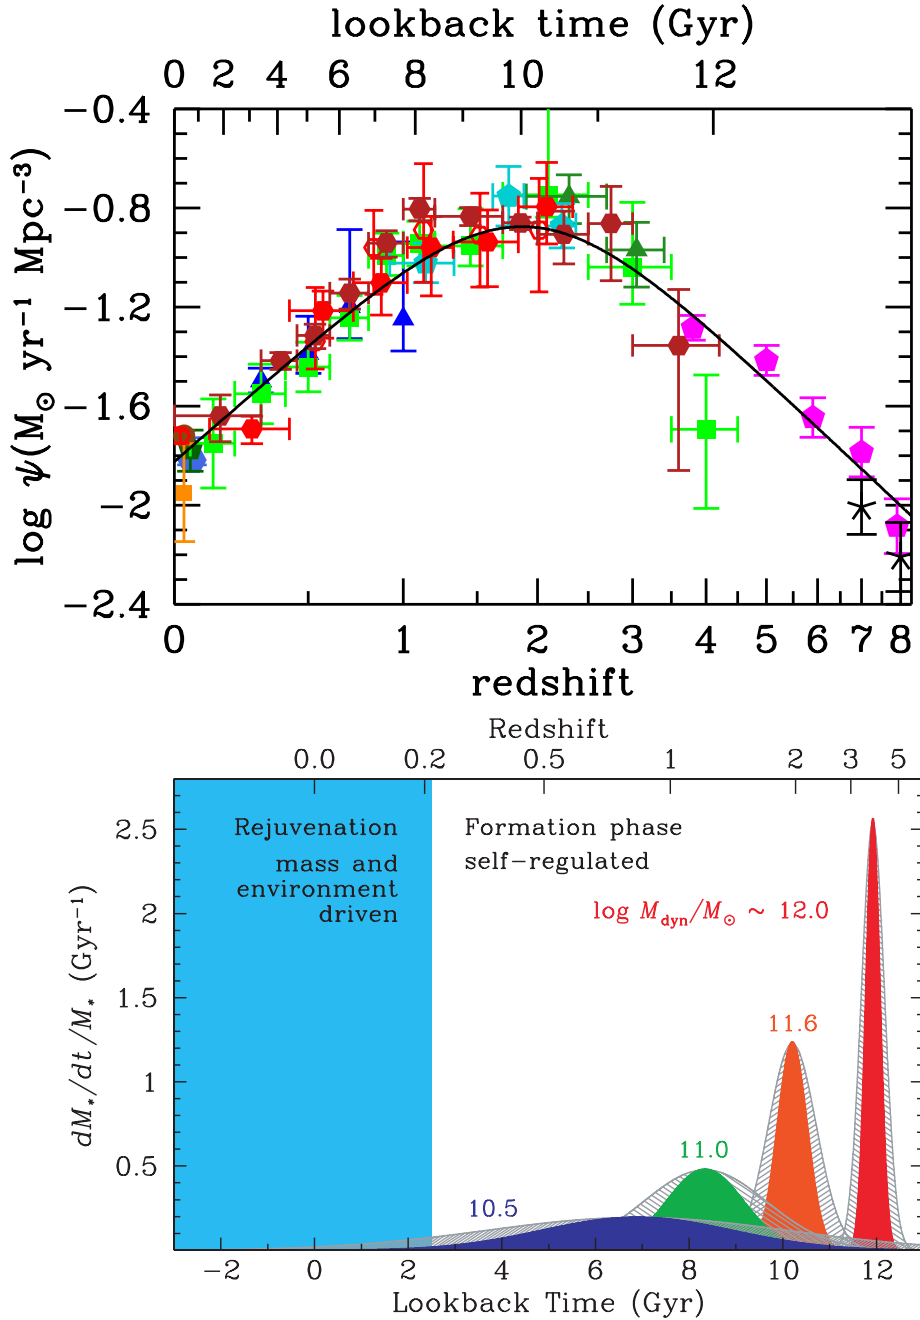 lookback time (Gyr)
0 2 4 6 8 10 12
−0.4
−0.8
−1.2
−1.6
−2
−2.4
log ψ(M☉ yr⁻¹ Mpc⁻³)
0 1 2 3 4 5 6 7 8
redshift
Redshift
0.0 0.2 0.5 1 2 3 5
Rejuvenation
mass and
environment
driven
Formation phase
self-regulated
log M_dyn/M☉ ~ 12.0
11.6
11.0
10.5
2.5
2
1.5
1
0.5
dM*/dt/M* (Gyr⁻¹)
−2 0 2 4 6 8 10 12
Lookback Time (Gyr)